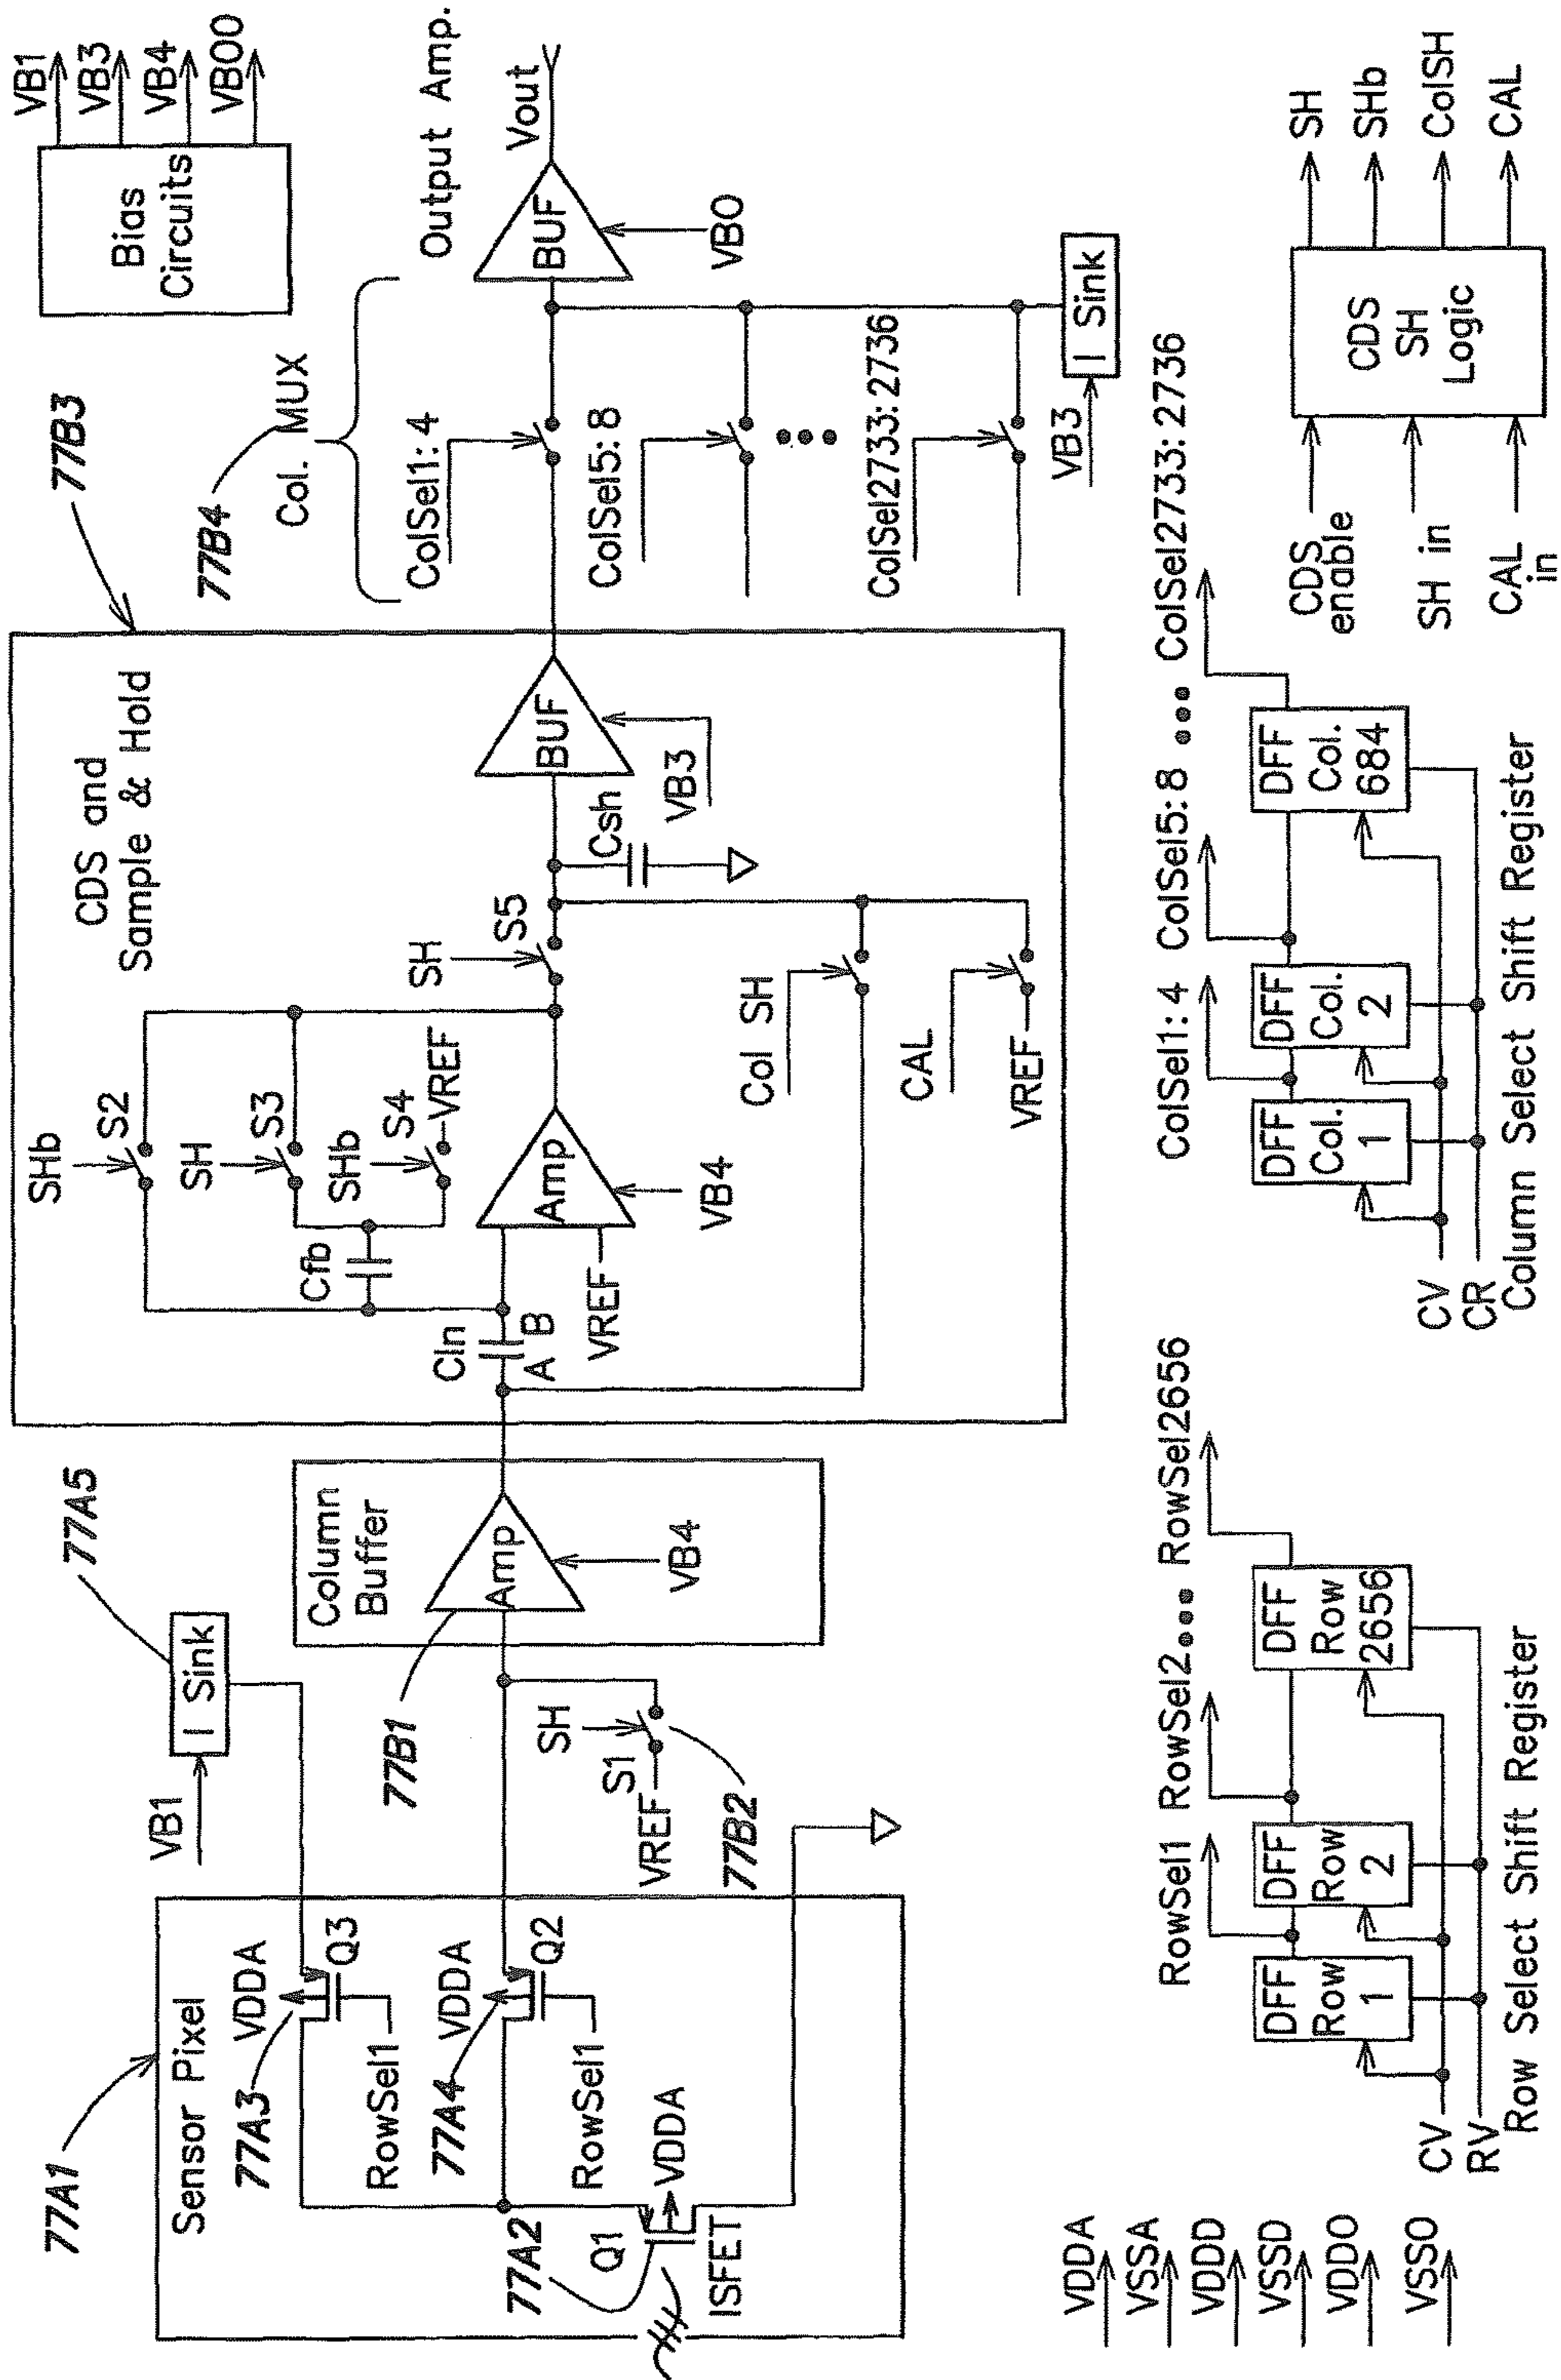 77A1
Sensor Pixel
77A3
VDDA
Q3
RowSel1
77A4
VDDA
Q2
RowSel1
77A2
Q1
VDDA
ISFET
VB1
I Sink
77A5
77B1
SH
S1
VREF
77B2
Column
Buffer
Amp
VB4
77B3
CDS and
Sample & Hold
SHb
S2
SH
S3
SHb
S4
VREF
Cfb
CIn
A B
Amp
VREF
VB4
SH
S5
Csh
BUF
VB3
Col SH
CAL
VREF
77B4
Col. MUX
ColSel1:4
ColSel5:8
ColSel2733:2736
VB3
I Sink
Output Amp.
BUF
Vout
VB0
Bias
Circuits
VB1
VB3
VB4
VBO0
VDDA
VSSA
VDDD
VSSD
VDDO
VSSO
RowSel1 RowSel2 RowSel2656
DFF
Row
1
DFF
Row
2
DFF
Row
2656
CV
RV
Row Select Shift Register
ColSel1:4 ColSel5:8 ColSel2733:2736
DFF
Col.
1
DFF
Col.
2
DFF
Col.
684
CV
CR
Column Select Shift Register
CDS
enable
SH in
CAL
in
CDS
SH
Logic
SH
SHb
ColSH
CAL